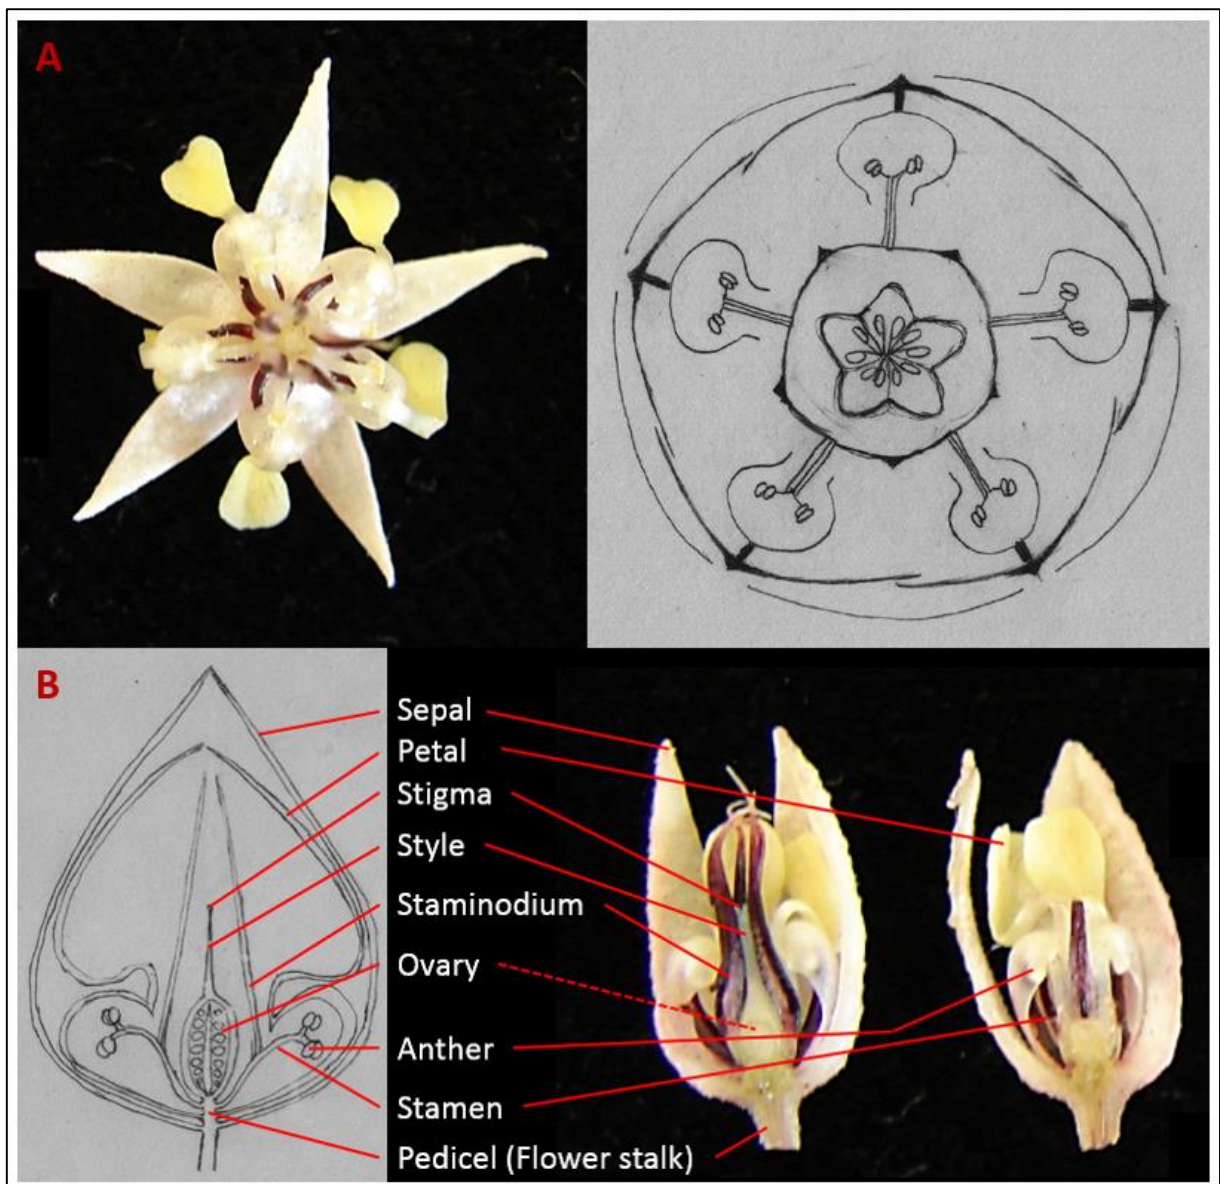 A
B
Sepal
Petal
Stigma
Style
Staminodium
Ovary
Anther
Stamen
Pedicel (Flower stalk)